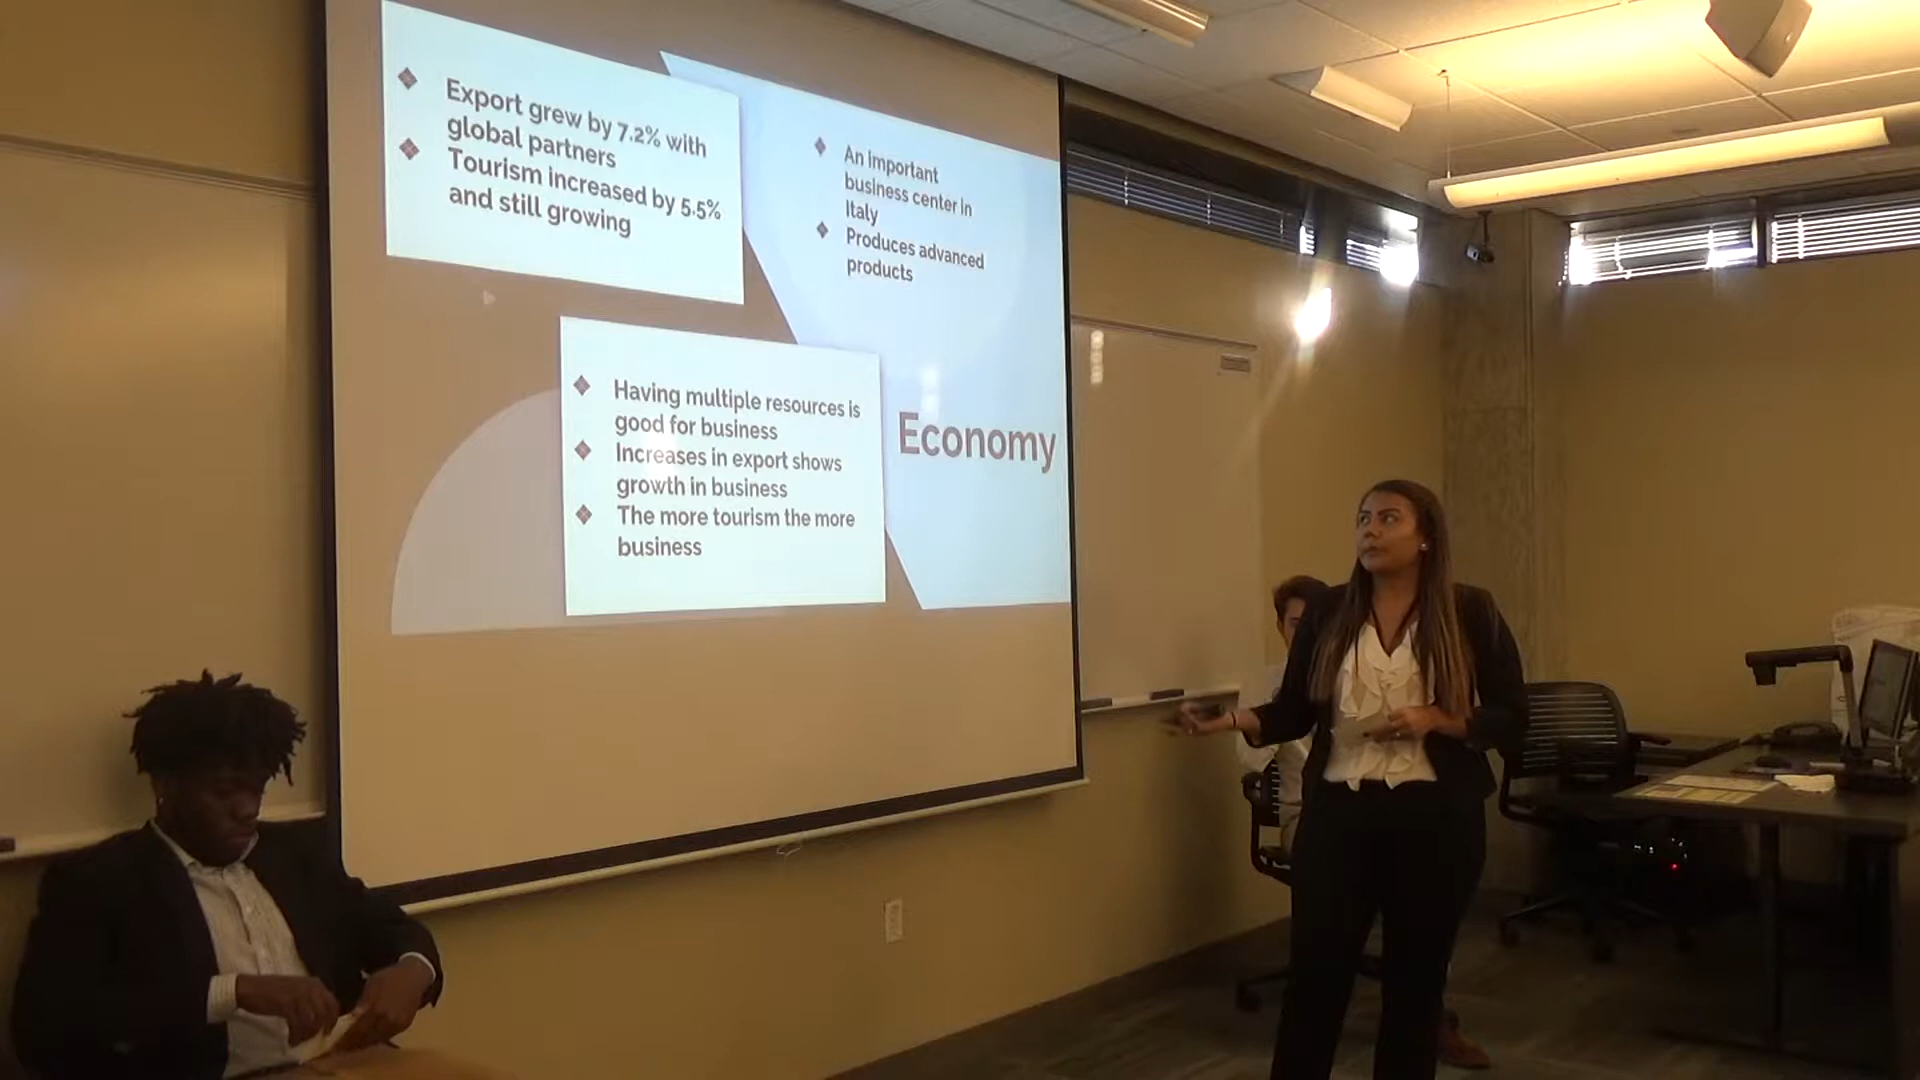 Export grew by 7.2% with
global partners
Tourism increased by 5.5%
and still growing
An important
business center in
Italy
Produces advanced
products
Having multiple resources is
good for business
Increases in export shows
growth in business
The more tourism the more
business
Economy